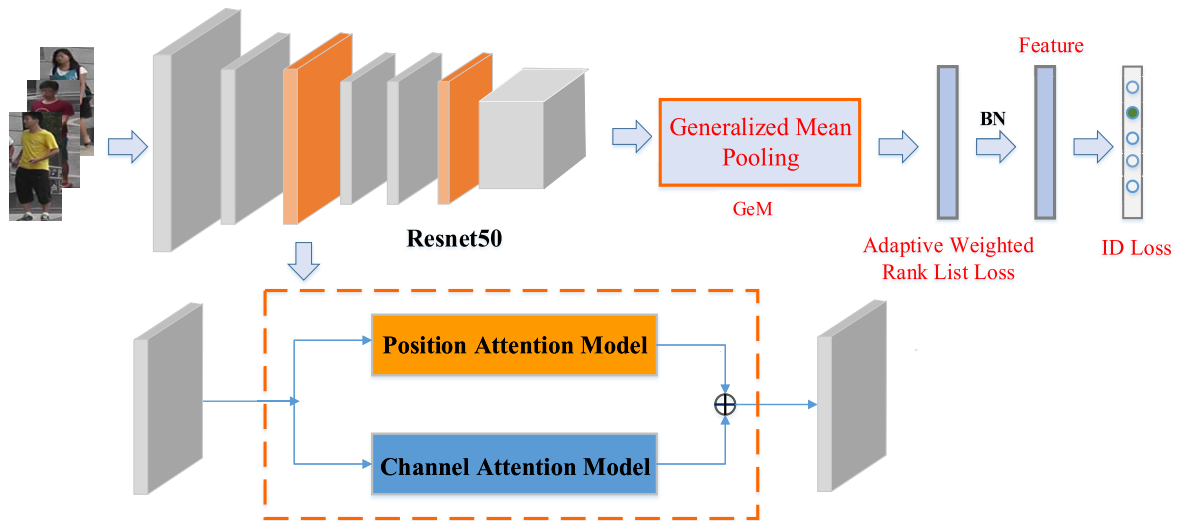 Feature
Generalized Mean
Pooling
BN
GeM
Resnet50
Adaptive Weighted
Rank List Loss
ID Loss
Position Attention Model
Channel Attention Model